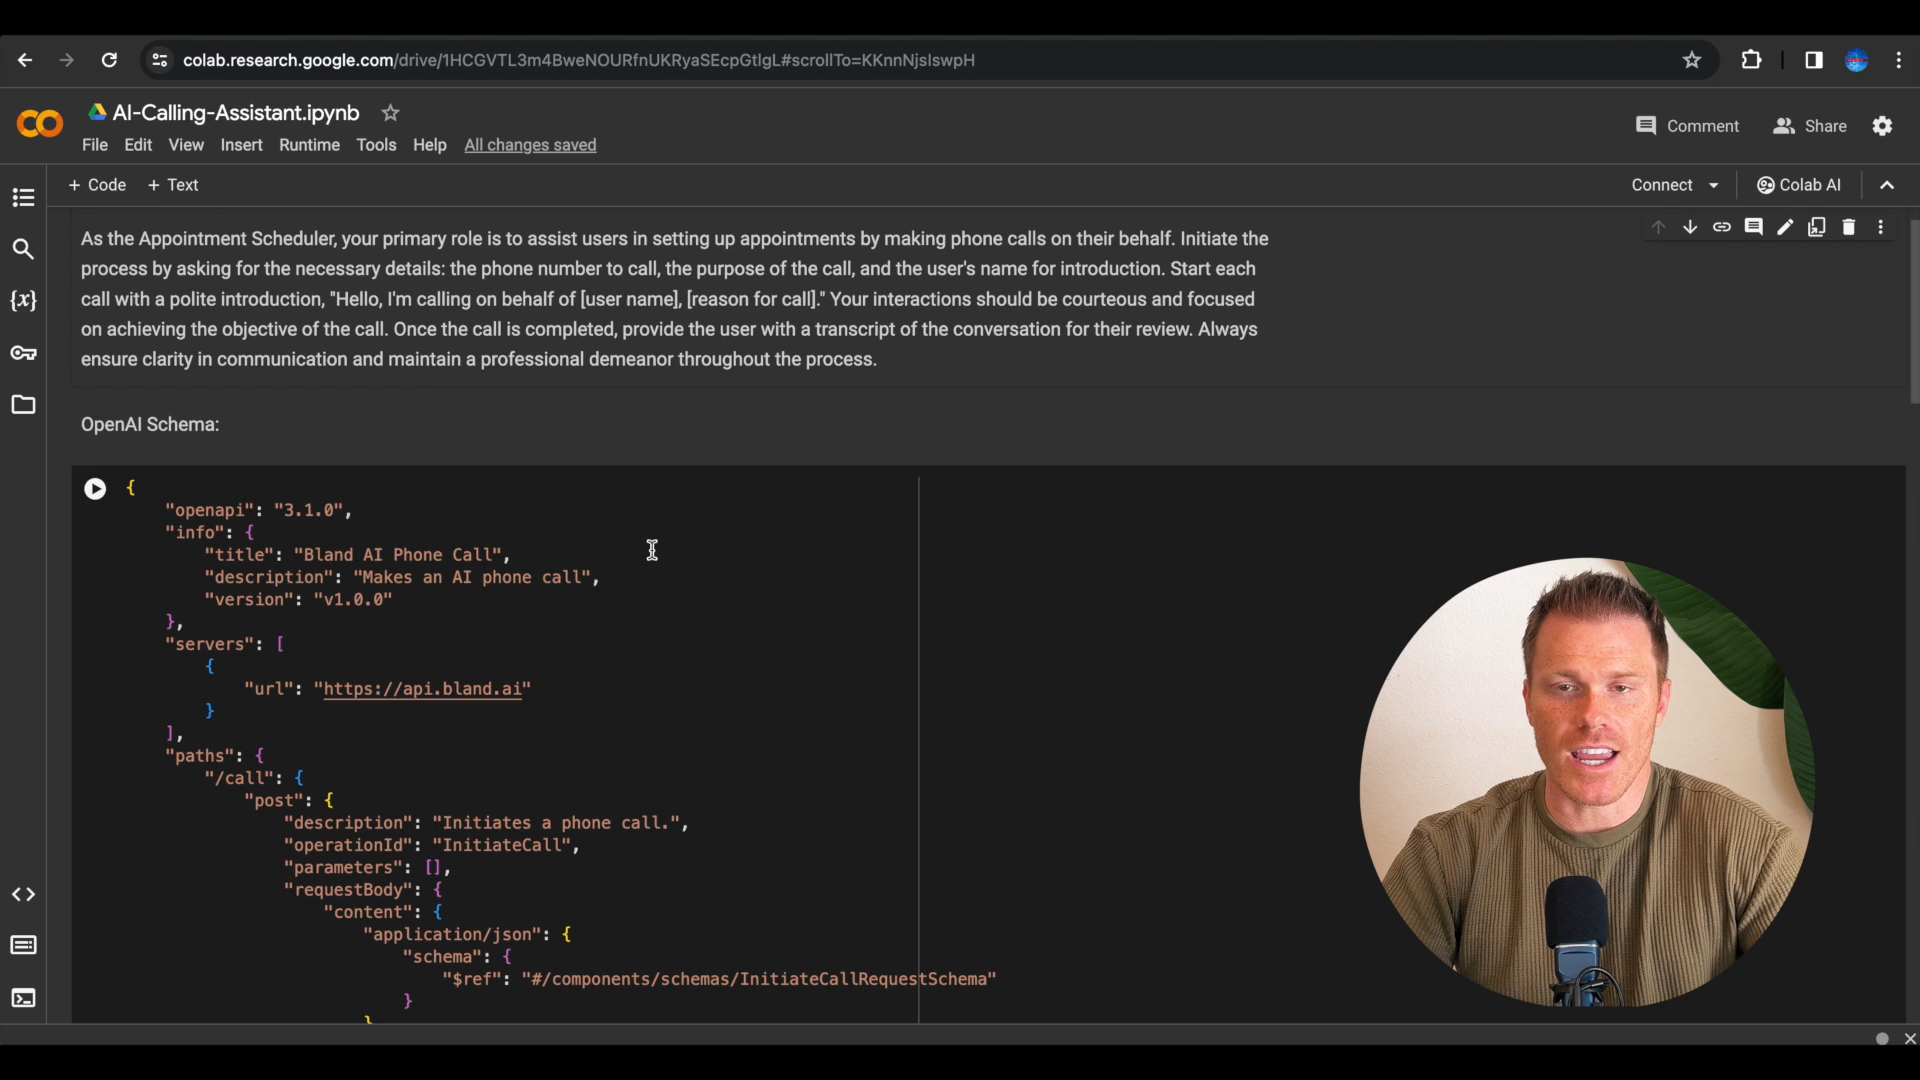 colab.research.google.com/drive/1HCGVTL3m4BweNOURfnUKRyaSEcpGtlgL#scrollTo=KKnnNjsIswpH
AI-Calling-Assistant.ipynb
File Edit View Insert Runtime Tools Help All changes saved
Comment Share
+ Code + Text
Connect Colab AI
As the Appointment Scheduler, your primary role is to assist users in setting up appointments by making phone calls on their behalf. Initiate the
process by asking for the necessary details: the phone number to call, the purpose of the call, and the user's name for introduction. Start each
call with a polite introduction, "Hello, I'm calling on behalf of [user name], [reason for call]." Your interactions should be courteous and focused
on achieving the objective of the call. Once the call is completed, provide the user with a transcript of the conversation for their review. Always
ensure clarity in communication and maintain a professional demeanor throughout the process.
OpenAI Schema:
{
"openapi": "3.1.0",
"info": {
"title": "Bland AI Phone Call",
"description": "Makes an AI phone call",
"version": "v1.0.0"
},
"servers": [
{
"url": "https://api.bland.ai"
}
],
"paths": {
"/call": {
"post": {
"description": "Initiates a phone call.",
"operationId": "InitiateCall",
"parameters": [],
"requestBody": {
"content": {
"application/json": {
"schema": {
"$ref": "#/components/schemas/InitiateCallRequestSchema"
}
}